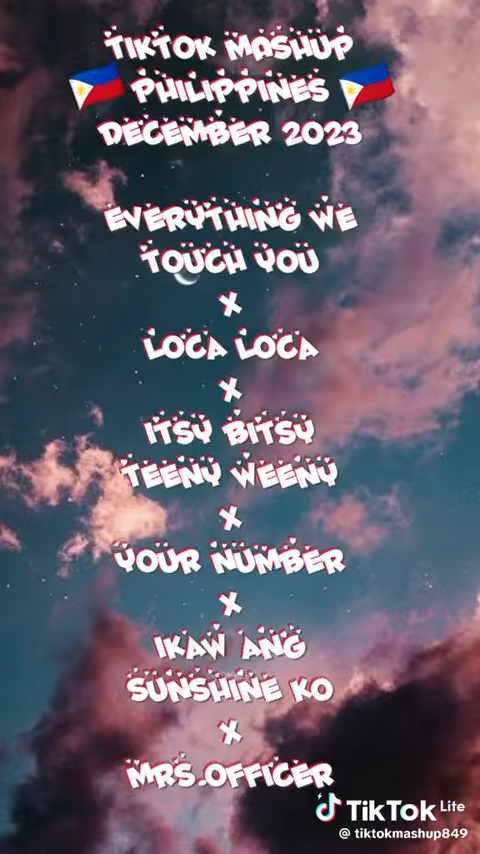 TIKTOK MASHUP
🇵🇭 PHILIPPINES 🇵🇭
DECEMBER 2023
EVERYTHING WE
TOUCH YOU
X
LOCA LOCA
X
ITSY BITSY
TEENY WEENY
X
YOUR NUMBER
X
IKAW ANG
SUNSHINE KO
X
MRS.OFFICER
TikTok Lite
@ tiktokmashup849